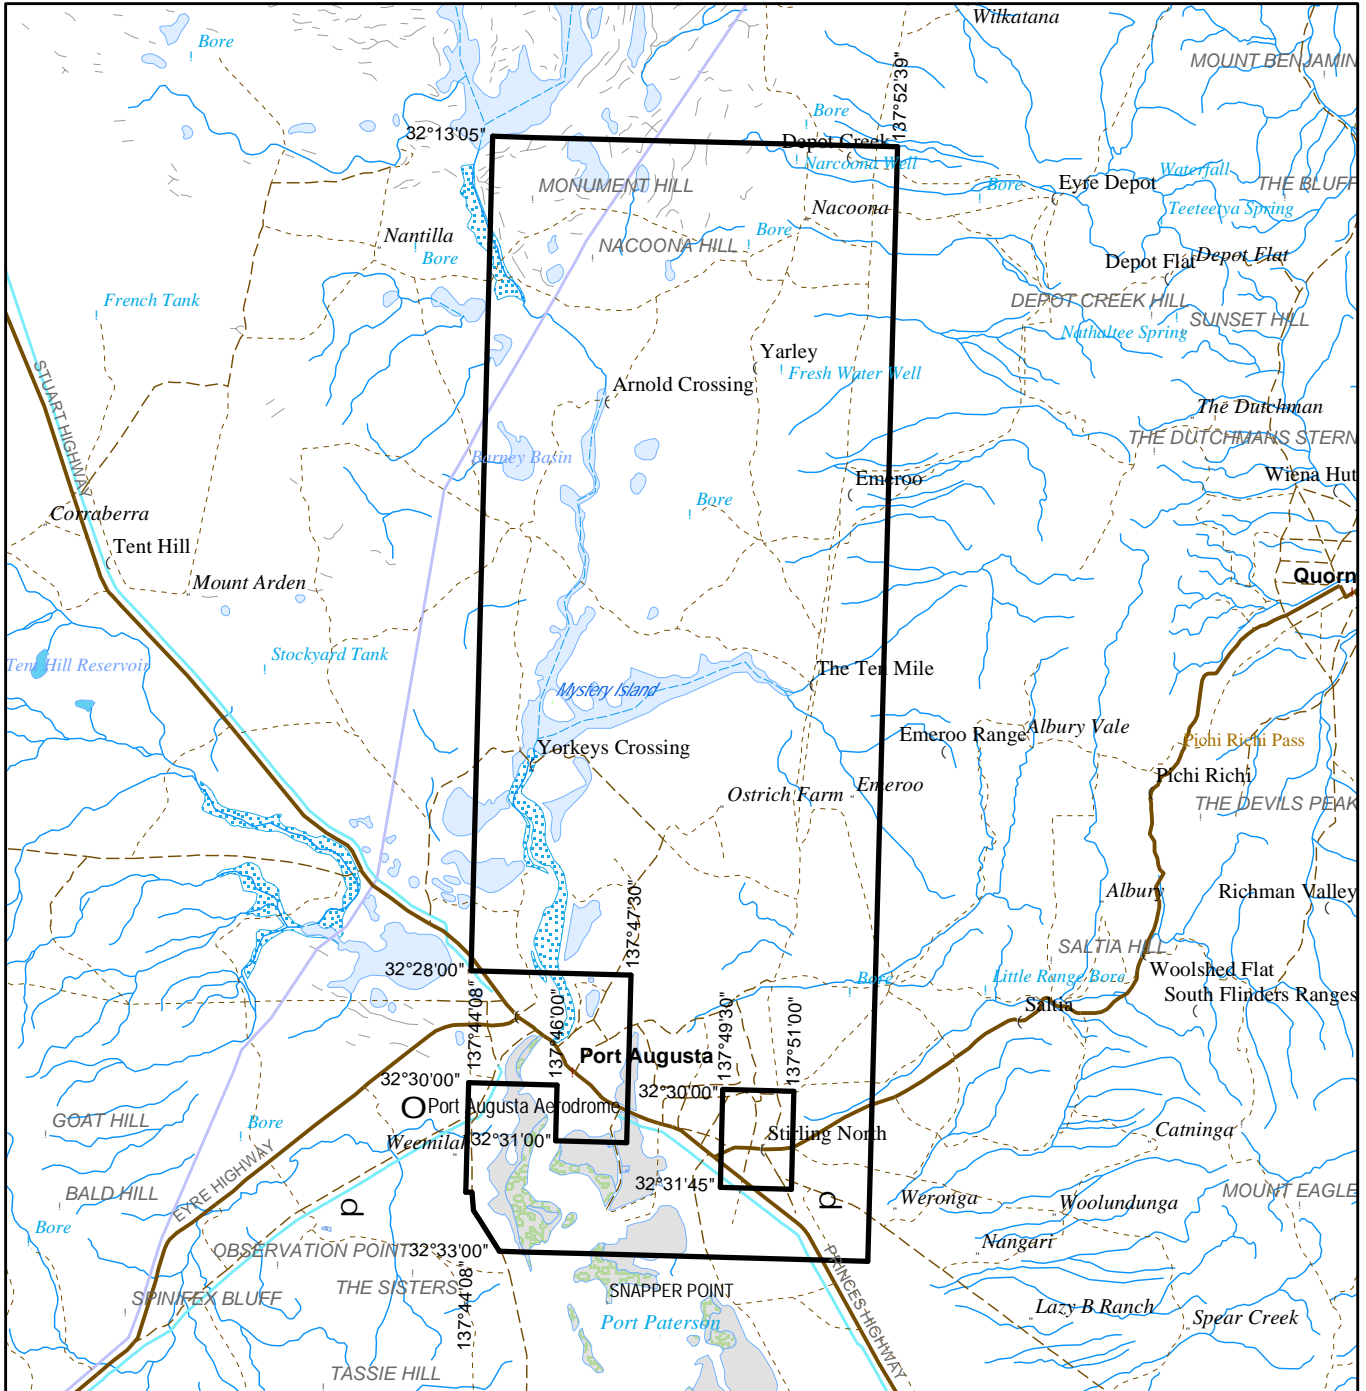 Wilkatana
Bore
MOUNT BENJAMIN
137°52'39"
Bore
32°13'05"
Depot Creek
Narcoona Well
Waterfall
MONUMENT HILL
Bore
Eyre Depot
THE BLUFF
Nacoona
Teeteetya Spring
Nantilla
Bore
NACOONA HILL
Bore
Depot Flat
Depot Flat
French Tank
DEPOT CREEK HILL
SUNSET HILL
Nathaltee Spring
Yarley
Fresh Water Well
Arnold Crossing
STUART HIGHWAY
The Dutchman
THE DUTCHMANS STERN
Barney Basin
Emeroo
Wiena Hut
Bore
Corraberra
Tent Hill
Mount Arden
Quorn
Stockyard Tank
Tent Hill Reservoir
The Ten Mile
Mystery Island
Emeroo Range
Albury Vale
Pichi Richi Pass
Yorkeys Crossing
Pichi Richi
Ostrich Farm
Emeroo
THE DEVILS PEAK
Albury
Richman Valley
137°47'30"
SALTIA HILL
32°28'00"
Bore
Little Range Bore
Woolshed Flat
South Flinders Ranges
Saltia
137°44'08"
137°46'00"
137°49'30"
137°51'00"
Port Augusta
32°30'00"
32°30'00"
O
Port Augusta Aerodrome
GOAT HILL
Bore
Weemilal
32°31'00"
Stirling North
Catninga
EYRE HIGHWAY
32°31'45"
BALD HILL
Weronga
Woolundunga
MOUNT EAGLE
p
p
Bore
Nangari
OBSERVATION POINT
32°33'00"
THE SISTERS
SNAPPER POINT
PRINCES HIGHWAY
SPINIFEX BLUFF
137°44'08"
Port Paterson
Lazy B Ranch
Spear Creek
TASSIE HILL